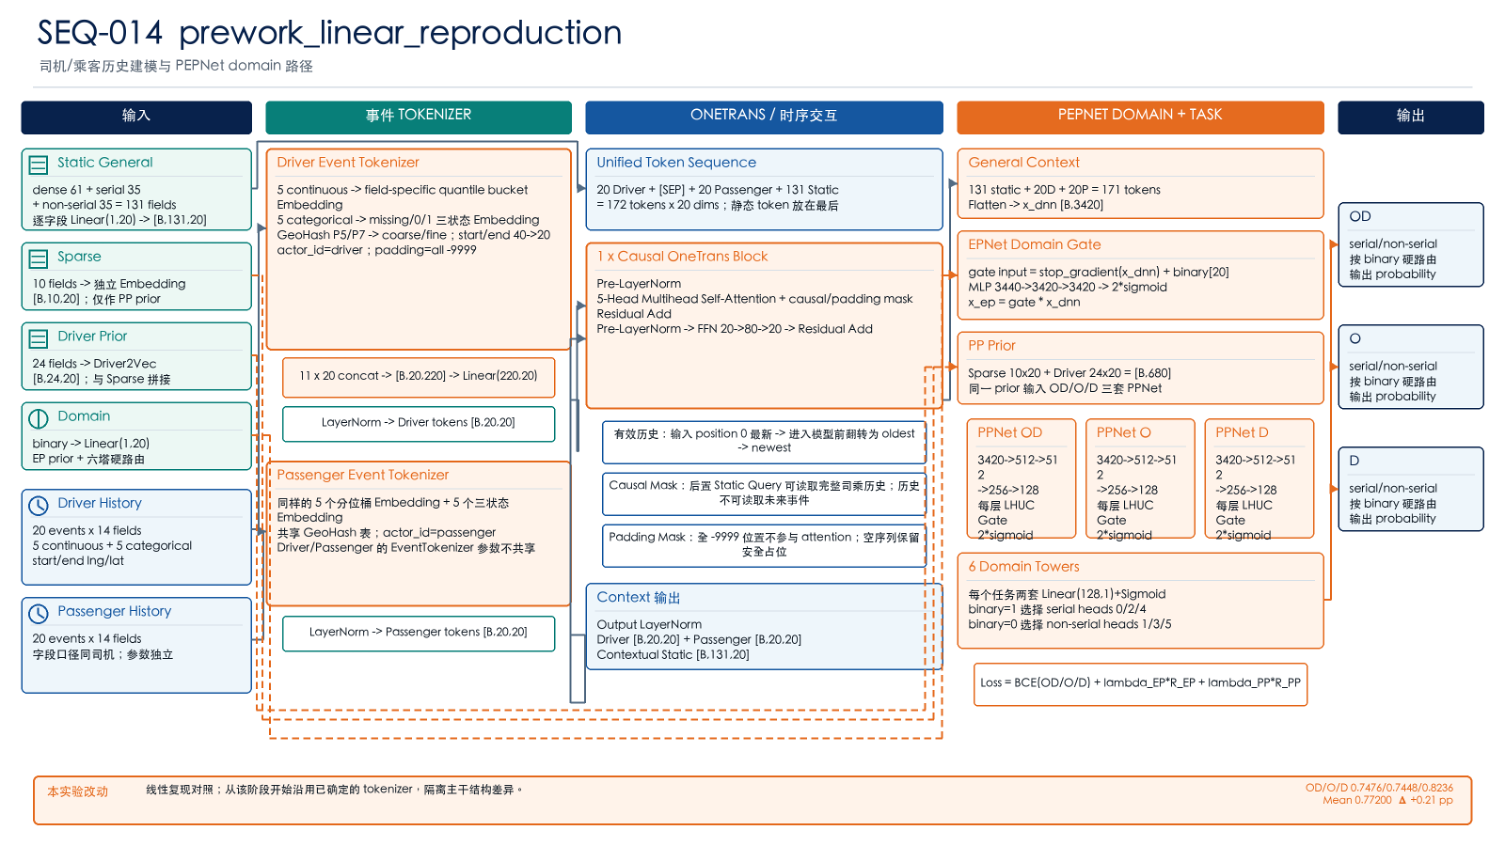 SEQ-014 prework_linear_reproduction
司机/乘客历史建模与 PEPNet domain 路径
输入
事件 TOKENIZER
ONETRANS / 时序交互
PEPNET DOMAIN + TASK
输出
Static General
dense 61 + serial 35
+ non-serial 35 = 131 fields
逐字段 Linear(1,20) -> [B,131,20]
Sparse
10 fields -> 独立 Embedding
[B,10,20]；仅作 PP prior
Driver Prior
24 fields -> Driver2Vec
[B,24,20]；与 Sparse 拼接
Domain
binary -> Linear(1,20)
EP prior + 六塔硬路由
Driver History
20 events x 14 fields
5 continuous + 5 categorical
start/end lng/lat
Passenger History
20 events x 14 fields
字段口径同司机；参数独立
Driver Event Tokenizer
5 continuous -> field-specific quantile bucket
Embedding
5 categorical -> missing/0/1 三状态 Embedding
GeoHash P5/P7 -> coarse/fine；start/end 40->20
actor_id=driver；padding=all -9999
11 x 20 concat -> [B,20,220] -> Linear(220,20)
LayerNorm -> Driver tokens [B,20,20]
Passenger Event Tokenizer
同样的 5 个分位桶 Embedding + 5 个三状态
Embedding
共享 GeoHash 表；actor_id=passenger
Driver/Passenger 的 EventTokenizer 参数不共享
LayerNorm -> Passenger tokens [B,20,20]
Unified Token Sequence
20 Driver + [SEP] + 20 Passenger + 131 Static
= 172 tokens x 20 dims；静态 token 放在最后
1 x Causal OneTrans Block
Pre-LayerNorm
5-Head Multihead Self-Attention + causal/padding mask
Residual Add
Pre-LayerNorm -> FFN 20->80->20 -> Residual Add
有效历史：输入 position 0 最新 -> 进入模型前翻转为 oldest
-> newest
Causal Mask：后置 Static Query 可读取完整司乘历史；历史
不可读取未来事件
Padding Mask：全 -9999 位置不参与 attention；空序列保留
安全占位
Context 输出
Output LayerNorm
Driver [B,20,20] + Passenger [B,20,20]
Contextual Static [B,131,20]
General Context
131 static + 20D + 20P = 171 tokens
Flatten -> x_dnn [B,3420]
EPNet Domain Gate
gate input = stop_gradient(x_dnn) + binary[20]
MLP 3440->3420->3420 -> 2*sigmoid
x_ep = gate * x_dnn
PP Prior
Sparse 10x20 + Driver 24x20 = [B,680]
同一 prior 输入 OD/O/D 三套 PPNet
PPNet OD
3420->512->51
2
->256->128
每层 LHUC
Gate
2*sigmoid
PPNet O
3420->512->51
2
->256->128
每层 LHUC
Gate
2*sigmoid
PPNet D
3420->512->51
2
->256->128
每层 LHUC
Gate
2*sigmoid
6 Domain Towers
每个任务两套 Linear(128,1)+Sigmoid
binary=1 选择 serial heads 0/2/4
binary=0 选择 non-serial heads 1/3/5
Loss = BCE(OD/O/D) + lambda_EP*R_EP + lambda_PP*R_PP
OD
serial/non-serial
按 binary 硬路由
输出 probability
O
serial/non-serial
按 binary 硬路由
输出 probability
D
serial/non-serial
按 binary 硬路由
输出 probability
本实验改动
线性复现对照；从该阶段开始沿用已确定的 tokenizer，隔离主干结构差异。
OD/O/D 0.7476/0.7448/0.8236
Mean 0.77200 Δ +0.21 pp